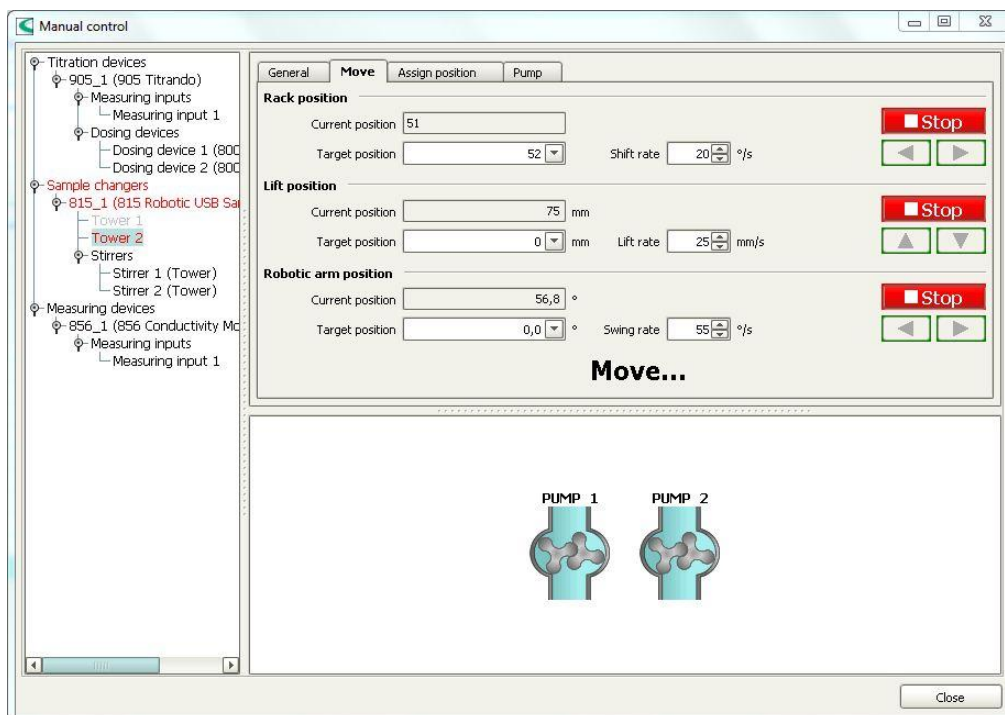 Manual control
Titration devices
905_1 (905 Titrando)
Measuring inputs
Measuring input 1
Dosing devices
Dosing device 1 (800
Dosing device 2 (800
Sample changers
815_1 (815 Robotic USB Sa
Tower 1
Tower 2
Stirrers
Stirrer 1 (Tower)
Stirrer 2 (Tower)
Measuring devices
856_1 (856 Conductivity Mo
Measuring inputs
Measuring input 1
General Move Assign position Pump
Rack position
Current position 51 Stop
Target position 52 Shift rate 20 °/s
Lift position
Current position 75 mm Stop
Target position 0 mm Lift rate 25 mm/s
Robotic arm position
Current position 56,8 ° Stop
Target position 0,0 ° Swing rate 55 °/s
Move...
PUMP 1 PUMP 2
Close